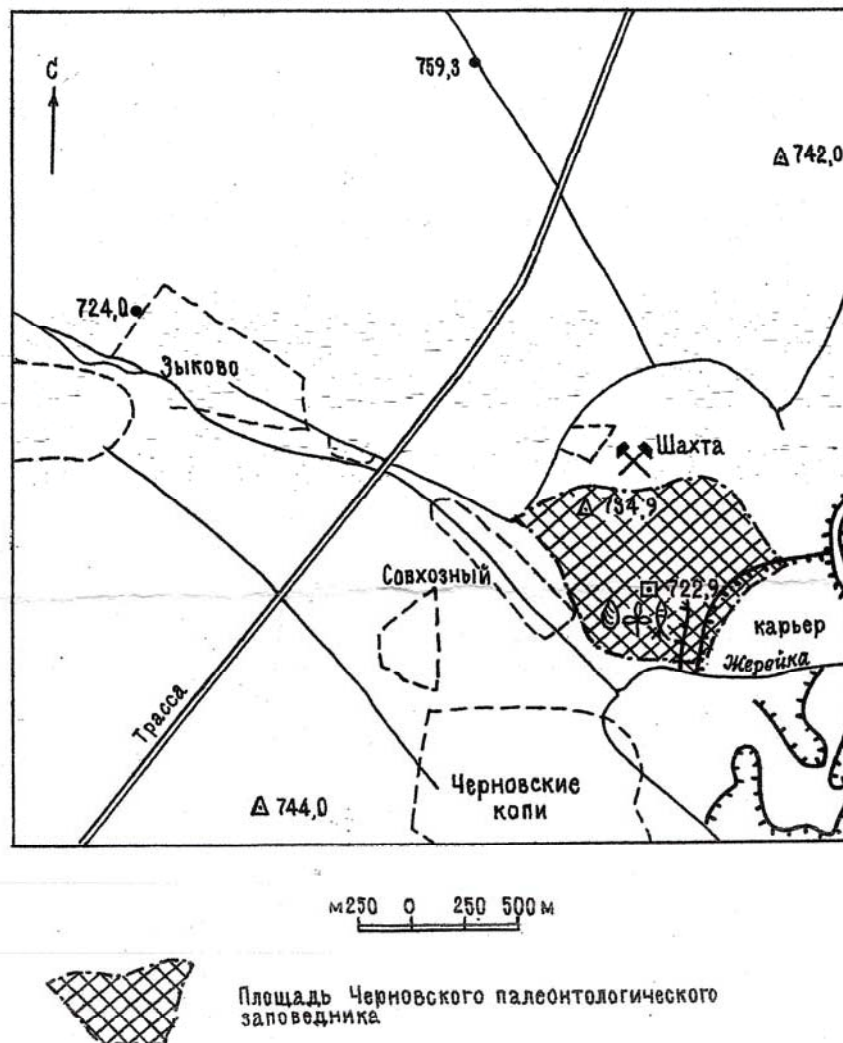 С
759,3
742,0
724,0
Зыково
Шахта
734,9
Совхозный
722,9
карьер
Жерейка
Трасса
Черновские
копи
744,0
м250 0 250 500 м
Площадь Черновского палеонтологического
заповедника